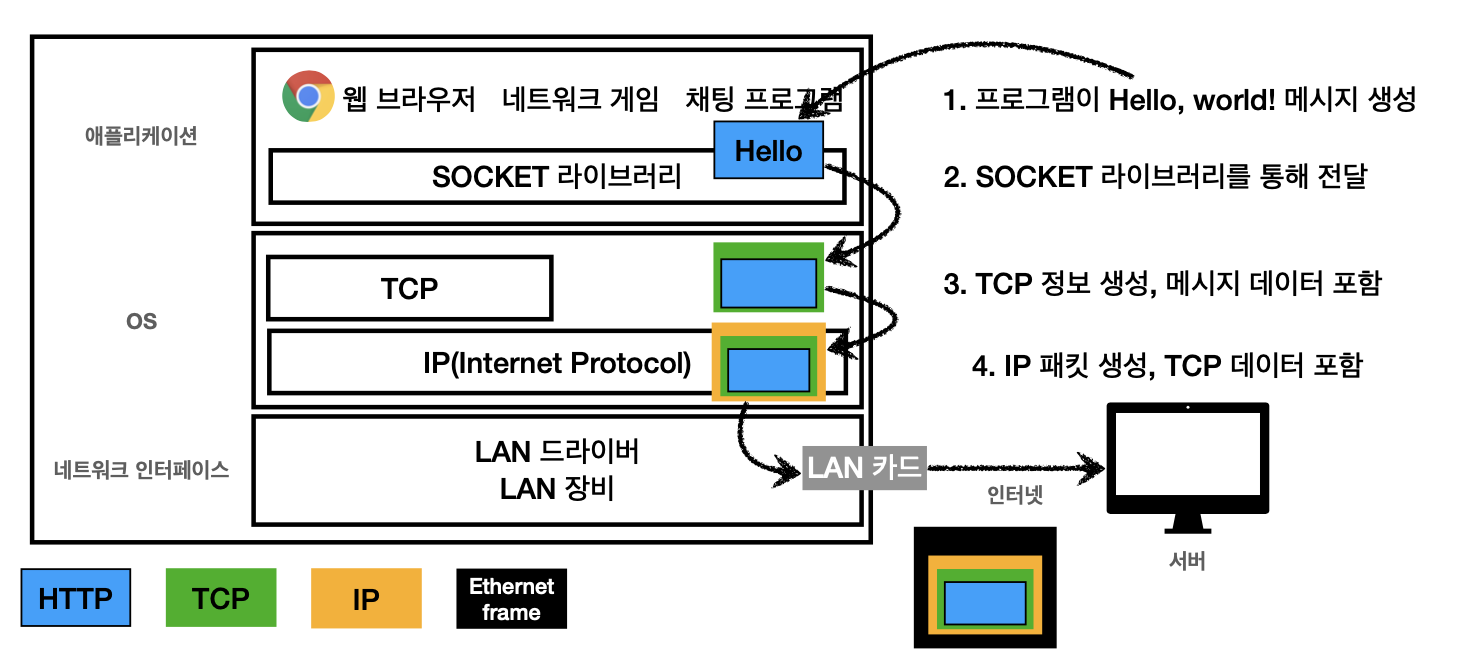 웹 브라우저 네트워크 게임 채팅 프로그램
1. 프로그램이 Hello, world! 메시지 생성
애플리케이션
Hello
SOCKET 라이브러리
2. SOCKET 라이브러리를 통해 전달
TCP
3. TCP 정보 생성, 메시지 데이터 포함
OS
IP(Internet Protocol)
4. IP 패킷 생성, TCP 데이터 포함
네트워크 인터페이스
LAN 드라이버
LAN 장비
LAN 카드
인터넷
서버
HTTP
TCP
IP
Ethernet
frame